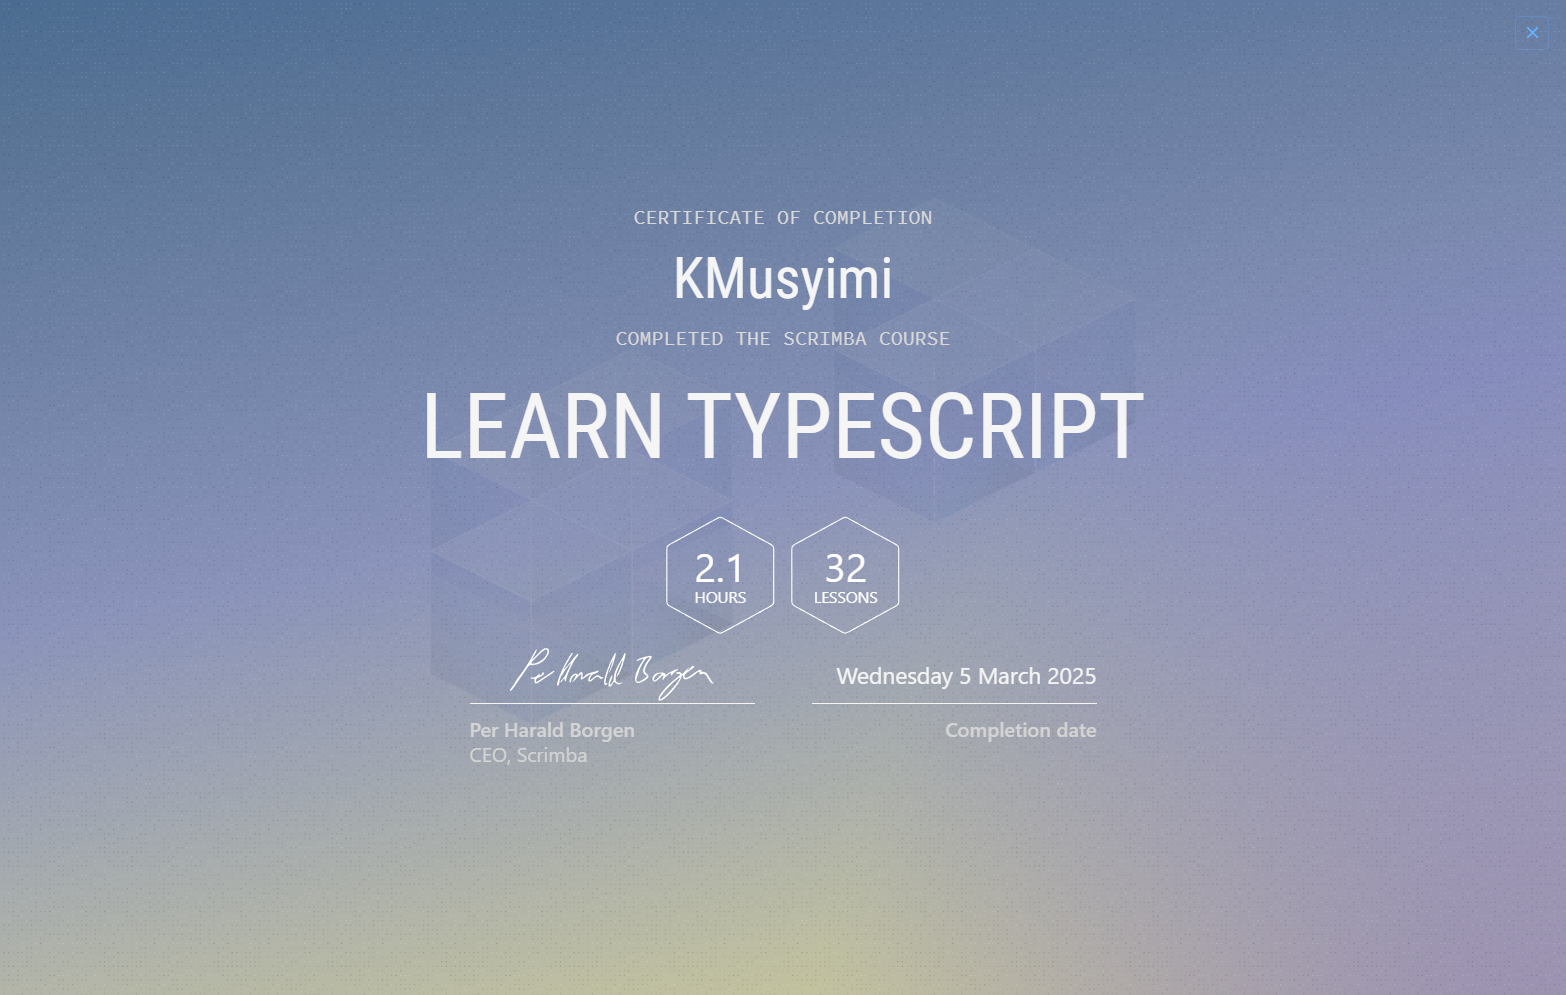 CERTIFICATE OF COMPLETION
KMusyimi
COMPLETED THE SCRIMBA COURSE
LEARN TYPESCRIPT
2.1
HOURS
32
LESSONS
Per Harald Borgen
Wednesday 5 March 2025
Per Harald Borgen
Completion date
CEO, Scrimba